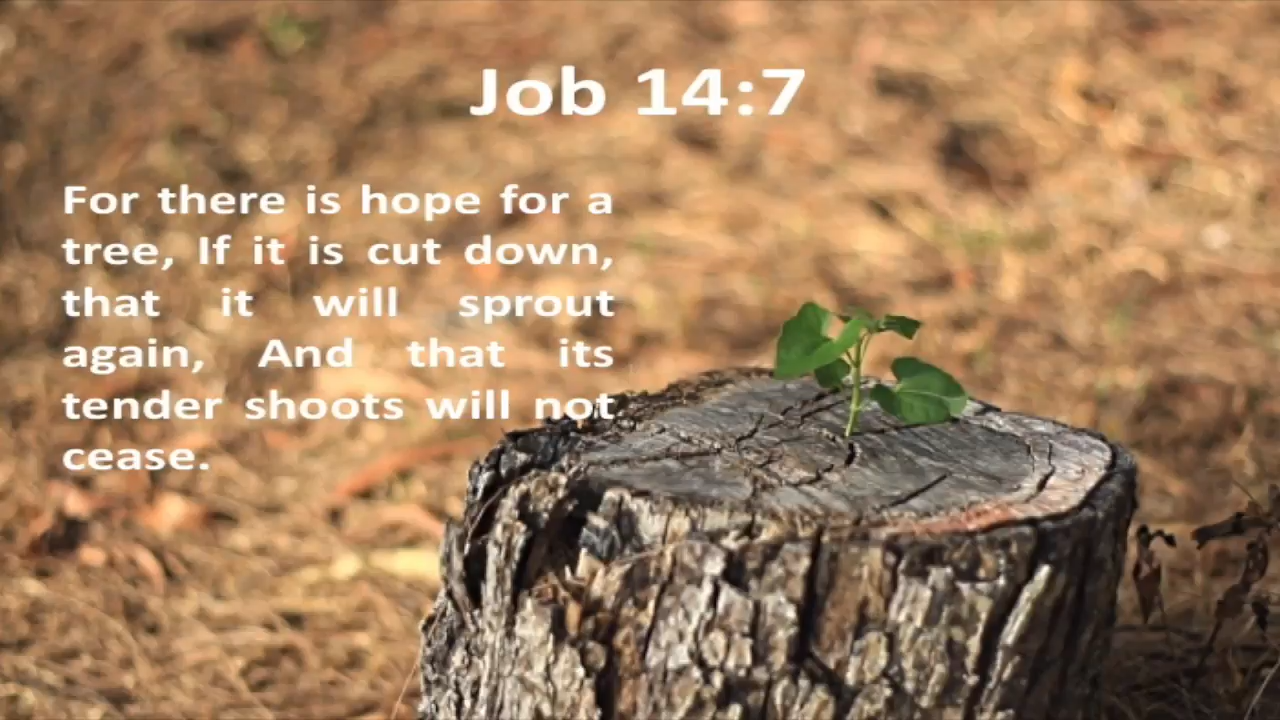 Job 14:7
For there is hope for a
tree, If it is cut down,
that it will sprout
again, And that its
tender shoots will not
cease.